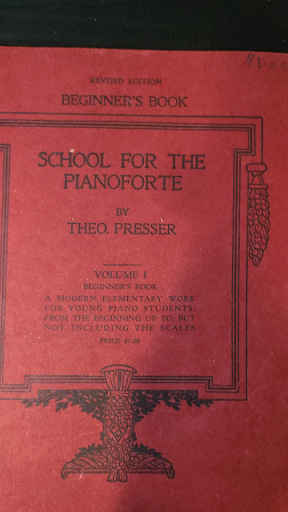 REVISED EDITION
BEGINNER'S BOOK
SCHOOL FOR THE
PIANOFORTE
BY
THEO. PRESSER
VOLUME I
BEGINNER'S BOOK
A MODERN ELEMENTARY WORK
FOR YOUNG PIANO STUDENTS;
FROM THE BEGINNING UP TO, BUT
NOT INCLUDING THE SCALES
PRICE